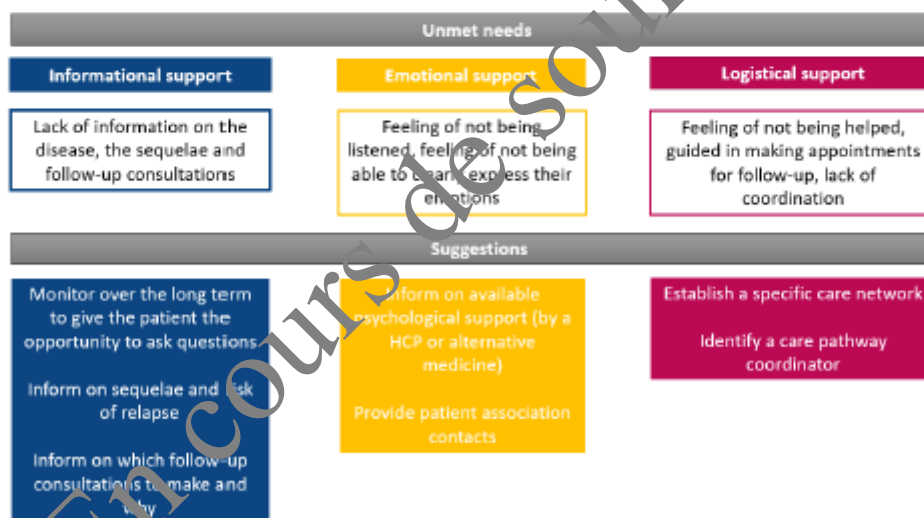 Unmet needs
Informational support
Emotional support
Logistical support
Lack of information on the
disease, the sequelae and
follow-up consultations
Feeling of not being
listened, feeling of not being
able to clearly express their
emotions
Feeling of not being helped,
guided in making appointments
for follow-up, lack of
coordination
Suggestions
Monitor over the long term
to give the patient the
opportunity to ask questions
Inform on sequelae and risk
of relapse
Inform on which follow-up
consultations to make and
why
Inform on available
psychological support (by a
HCP or alternative
medicine)
Provide patient association
contacts
Establish a specific care network
Identify a care pathway
coordinator
En cours de sou